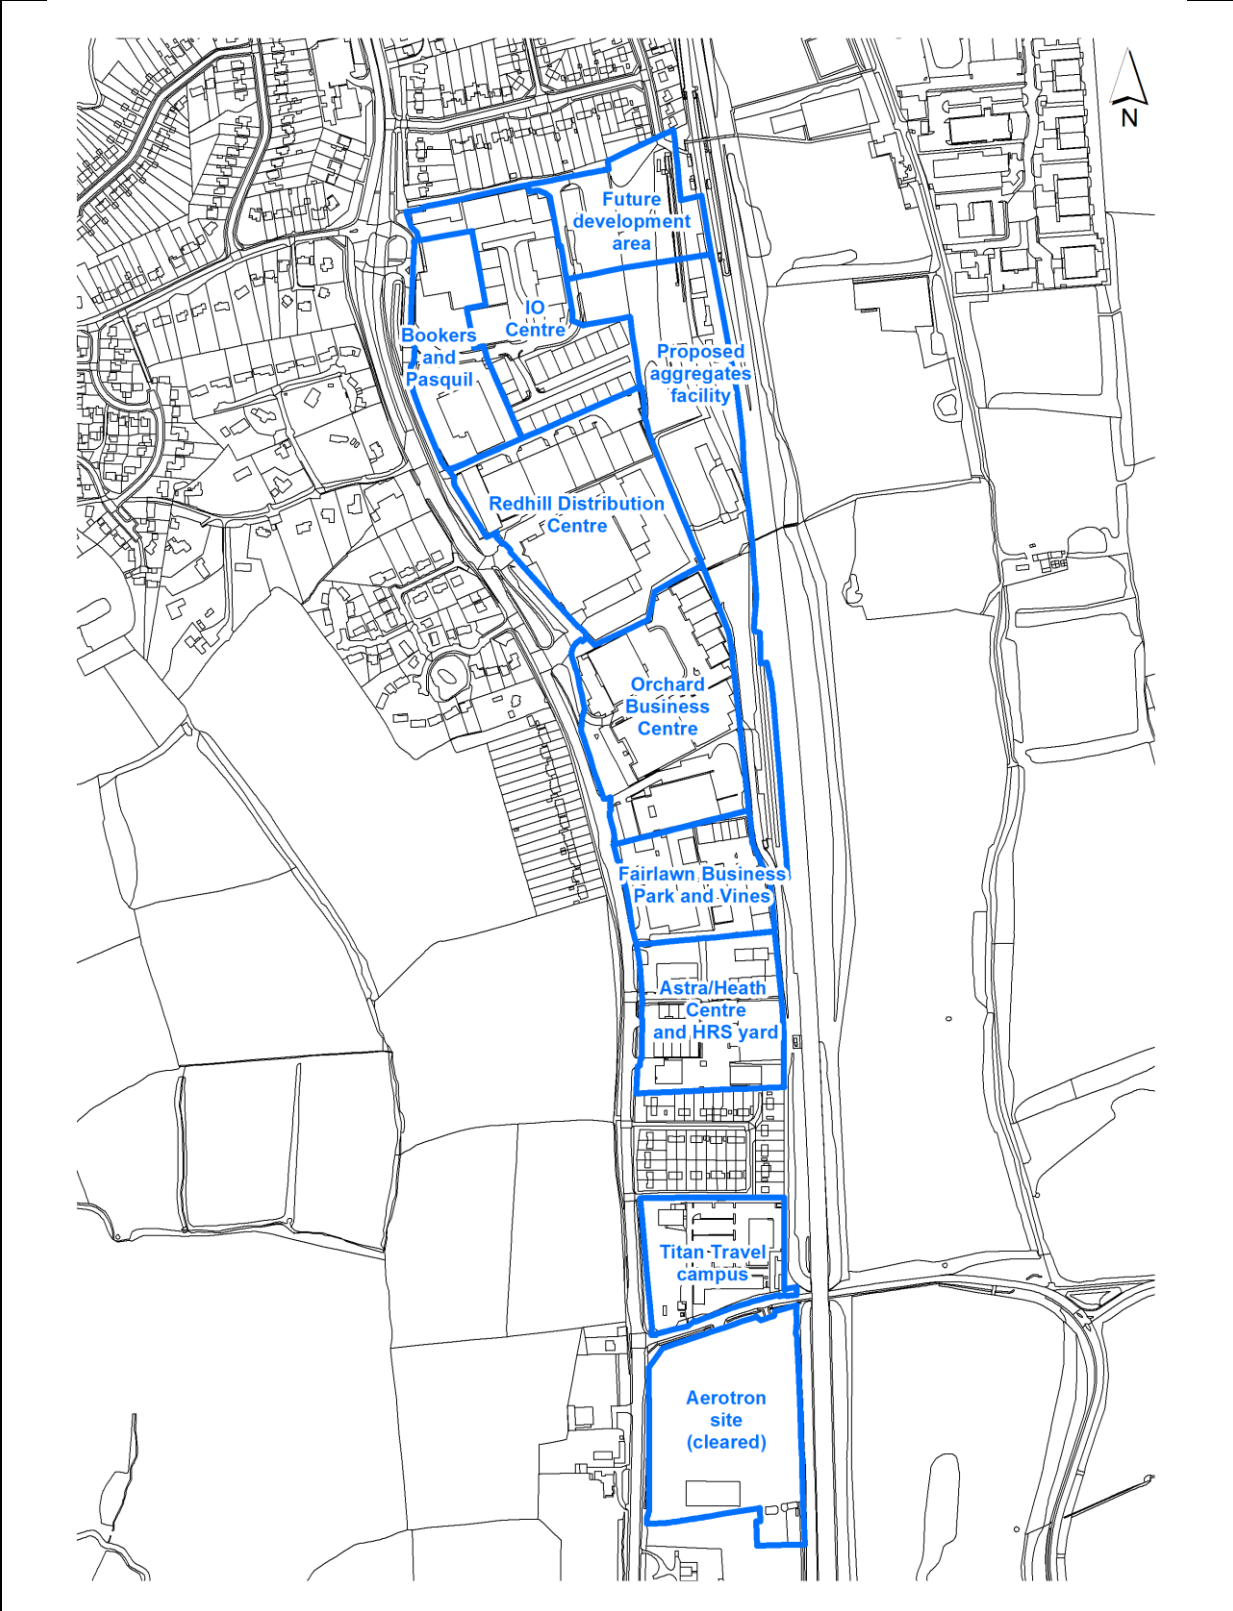 N
Future
development
area
IO
Centre
Bookers
and
Pasquil
Proposed
aggregates
facility
Redhill Distribution
Centre
Orchard
Business
Centre
Fairlawn Business
Park and Vines
Astra/Heath
Centre
and HRS yard
Titan Travel
campus
Aerotron
site
(cleared)